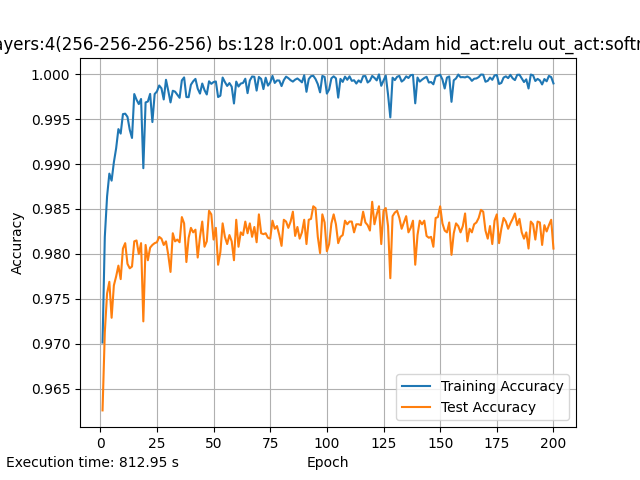 ayers:4(256-256-256-256) bs:128 lr:0.001 opt:Adam hid_act:relu out_act:softm
1.000
0.995
0.990
0.985
0.980
0.975
0.970
0.965
Accuracy
Training Accuracy
Test Accuracy
0 25 50 75 100 125 150 175 200
Execution time: 812.95 s
Epoch